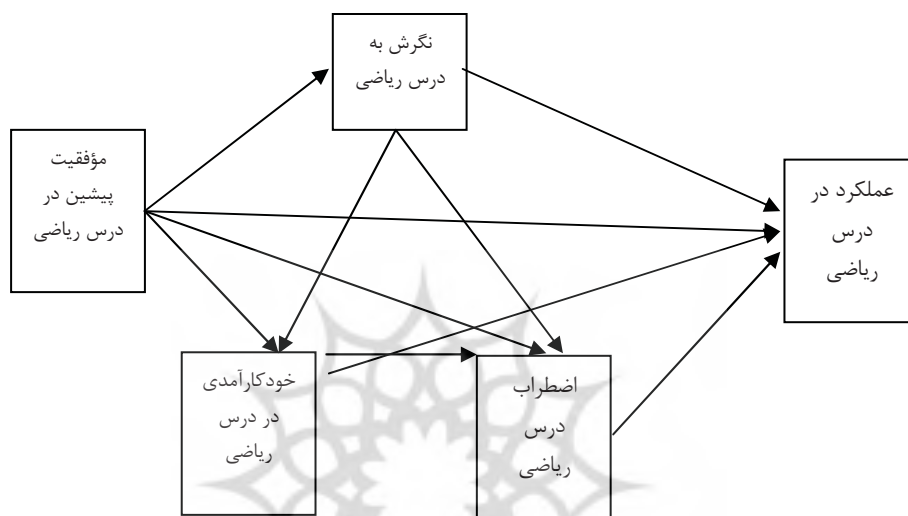 نگرش به
درس ریاضی
مؤفقیت
پیشین در
درس ریاضی
عملکرد در
درس
ریاضی
خودکارآمدی
در درس
ریاضی
اضطراب
درس
ریاضی